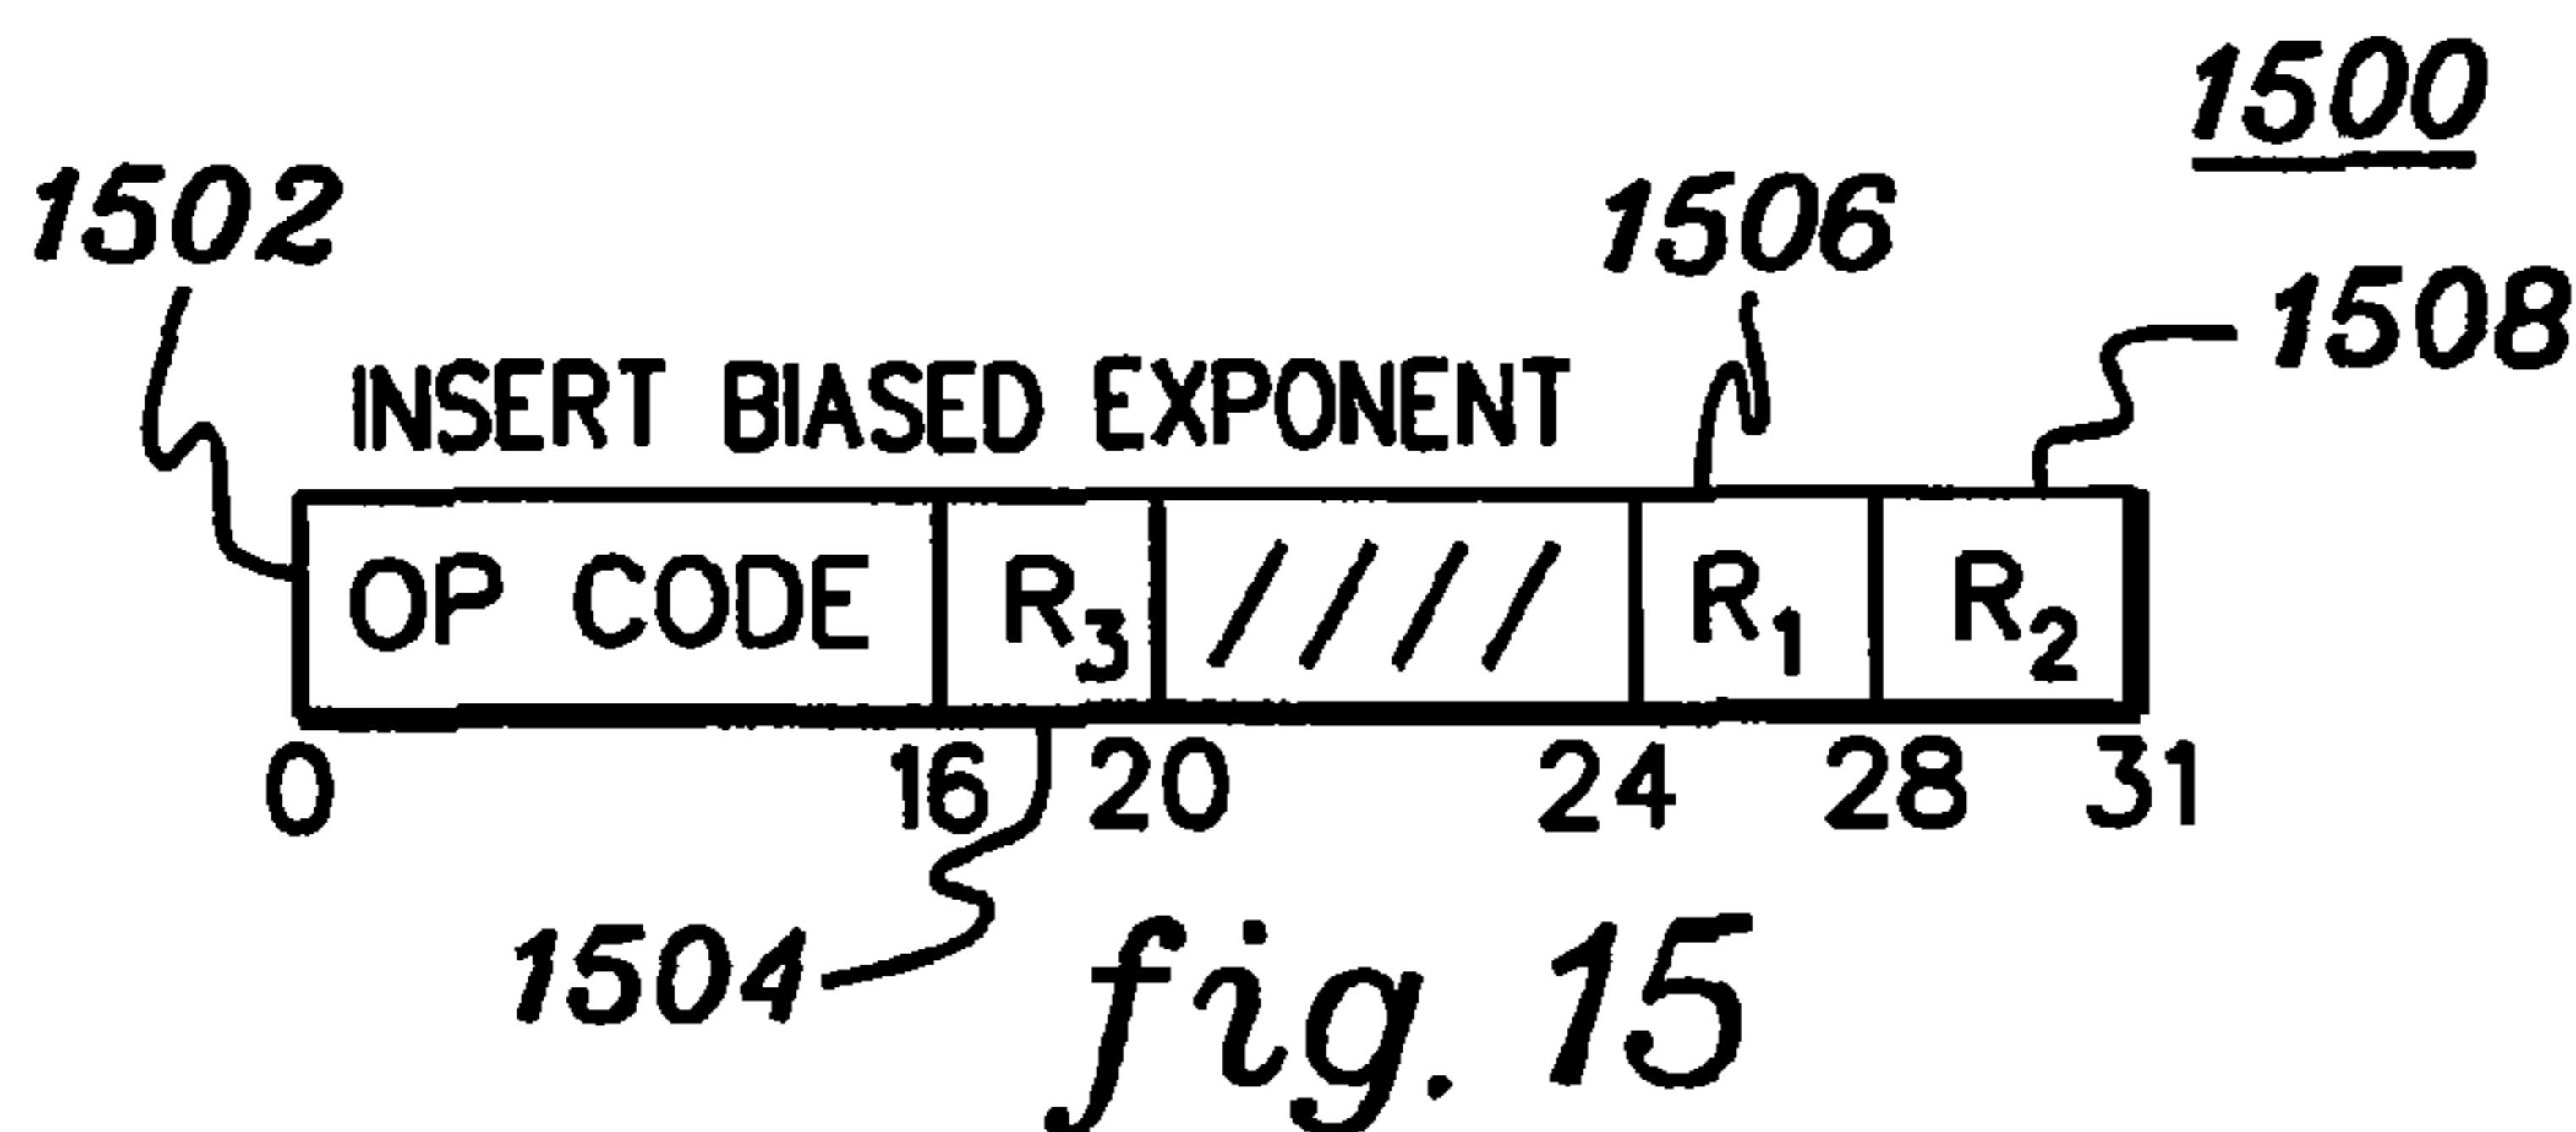 1500
1502
1506
1508
INSERT BIASED EXPONENT
OP CODE R3 //// R1 R2
0 16 20 24 28 31
1504
fig. 15